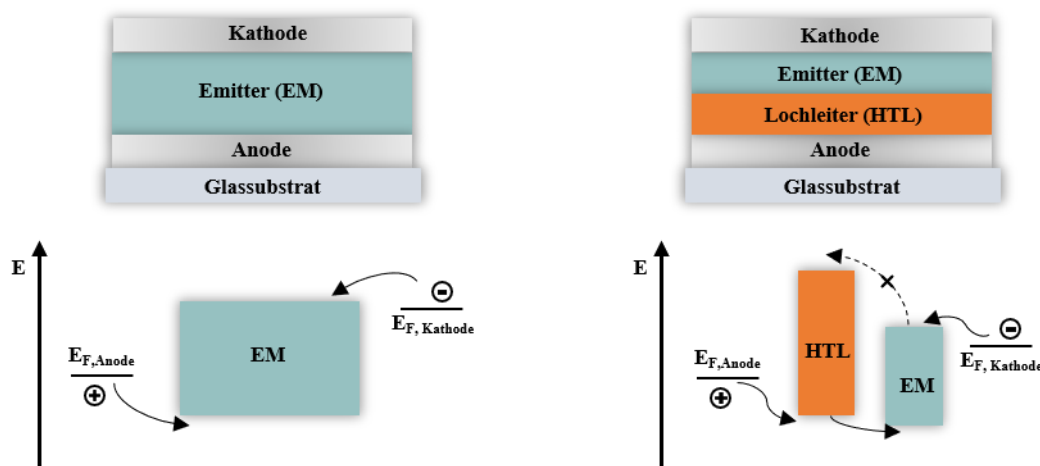 Kathode
Emitter (EM)
Anode
Glassubstrat
Kathode
Emitter (EM)
Lochleiter (HTL)
Anode
Glassubstrat
E
⊖
E_F, Kathode
E_F,Anode
⊕
EM
E
⊖
E_F, Kathode
E_F,Anode
⊕
HTL
EM